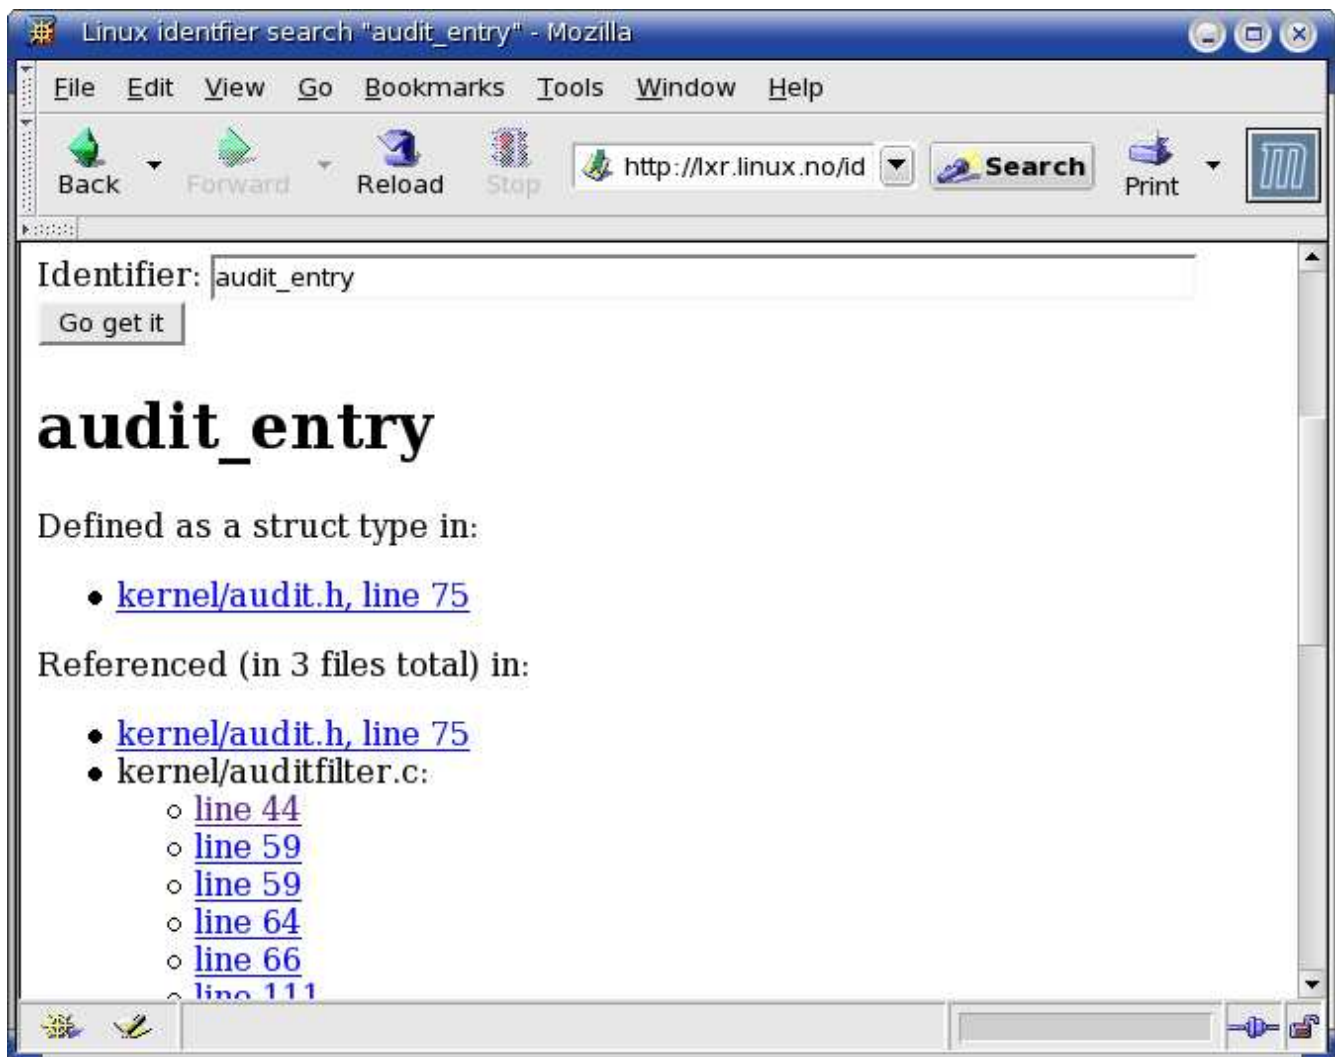 Linux identfier search "audit_entry" - Mozilla
File Edit View Go Bookmarks Tools Window Help
Back Forward Reload Stop http://lxr.linux.no/id Search Print
Identifier: audit_entry
Go get it
audit_entry
Defined as a struct type in:
kernel/audit.h, line 75
Referenced (in 3 files total) in:
kernel/audit.h, line 75
kernel/auditfilter.c:
line 44
line 59
line 59
line 64
line 66
line 111